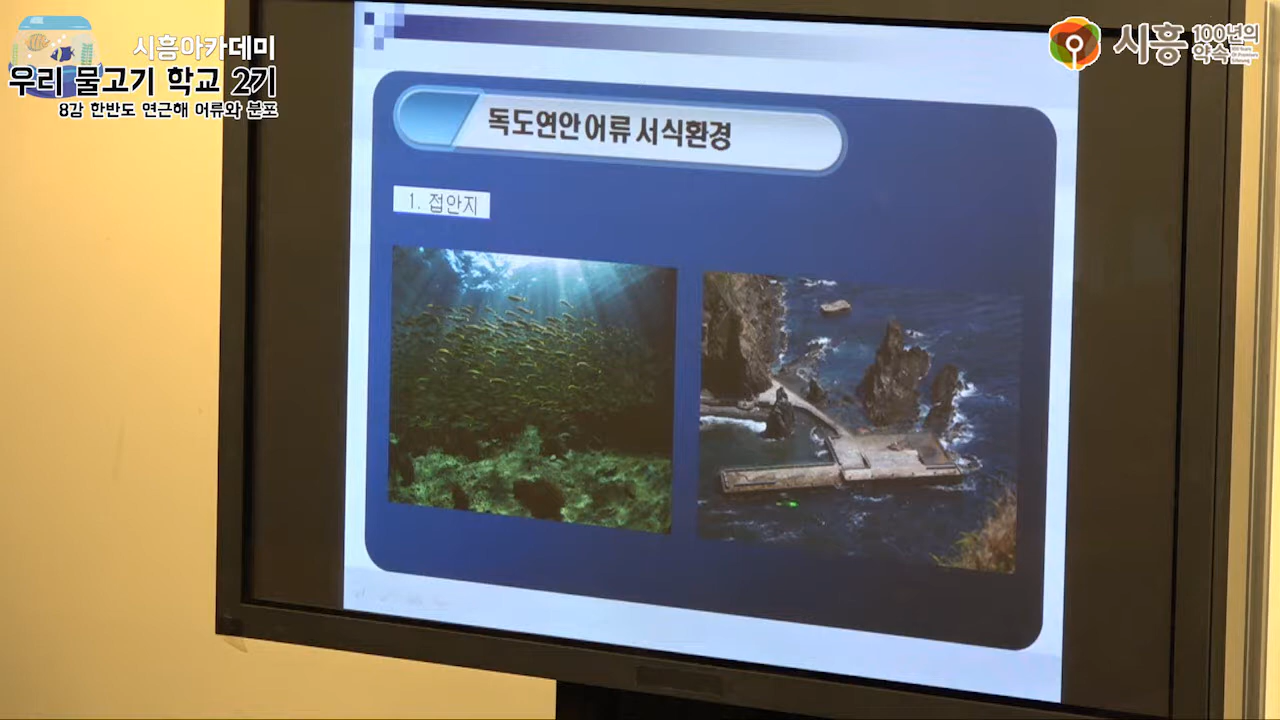 시흥아카데미
우리 물고기 학교 2기
8강 한반도 연근해 어류와 분포
시흥
100년의
약속
독도연안 어류 서식환경
1. 접안지